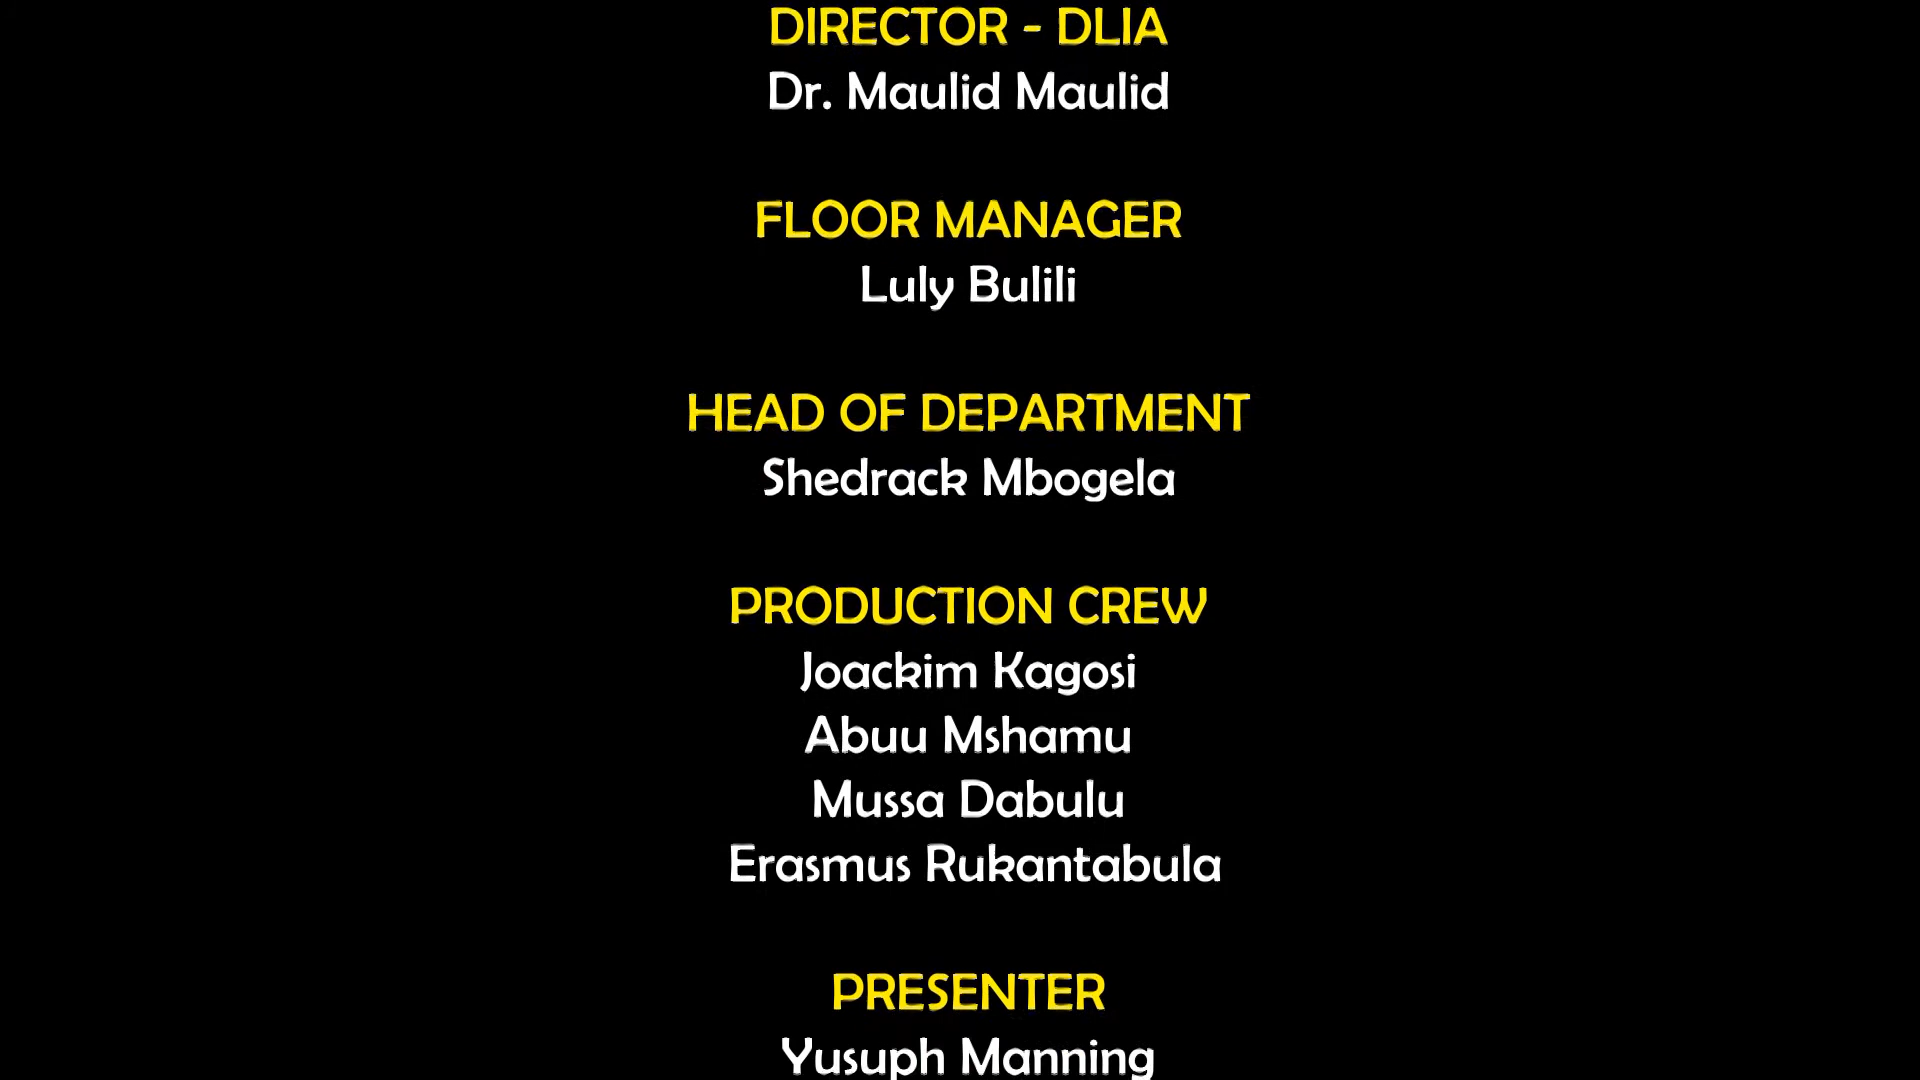 DIRECTOR - DLIA
Dr. Maulid Maulid
FLOOR MANAGER
Luly Bulili
HEAD OF DEPARTMENT
Shedrack Mbogela
PRODUCTION CREW
Joackim Kagosi
Abuu Mshamu
Mussa Dabulu
Erasmus Rukantabula
PRESENTER
Yusuph Manning